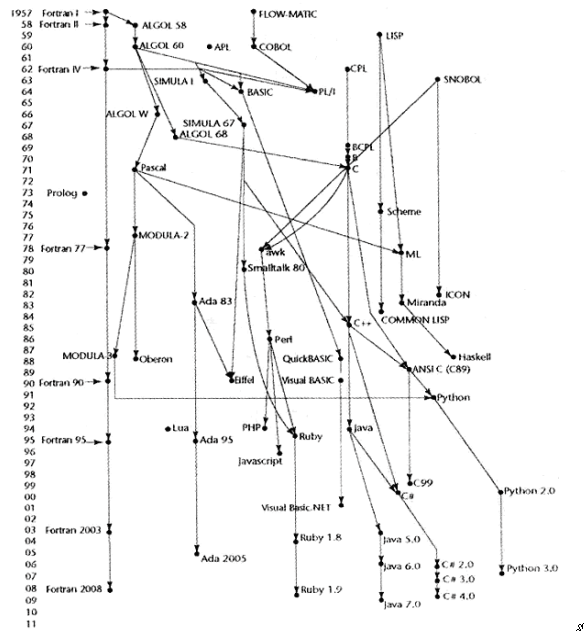 1957 Fortran I FLOW-MATIC
58 Fortran II ALGOL 58
59 LISP
60 ALGOL 60 APL COBOL
61
62 Fortran IV CPL
63 SIMULA I SNOBOL
64 BASIC PL/I
65
66 ALGOL W
67 SIMULA 67
68 ALGOL 68
69 BCPL
70 B
71 Pascal C
72
73 Prolog
74
75 Scheme
76
77 MODULA-2
78 Fortran 77 awk ML
79
80 Smalltalk 80
81
82 ICON
83 Ada 83 Miranda
84 COMMON LISP
85 C++
86 Perl
87 QuickBASIC
88 MODULA-3 Oberon Haskell
89 ANSI C (C89)
90 Fortran 90 Eiffel Visual BASIC
91 Python
92
93
94 Lua PHP Java
95 Fortran 95 Ada 95 Ruby
96 Javascript
97
98
99 C99
00 C# Python 2.0
01 Visual Basic.NET
02
03 Fortran 2003 Java 5.0
04 Ruby 1.8
05 Ada 2005
06 Java 6.0 C# 2.0
07 C# 3.0 Python 3.0
08 Fortran 2008 Ruby 1.9 C# 4.0
09 Java 7.0
10
11